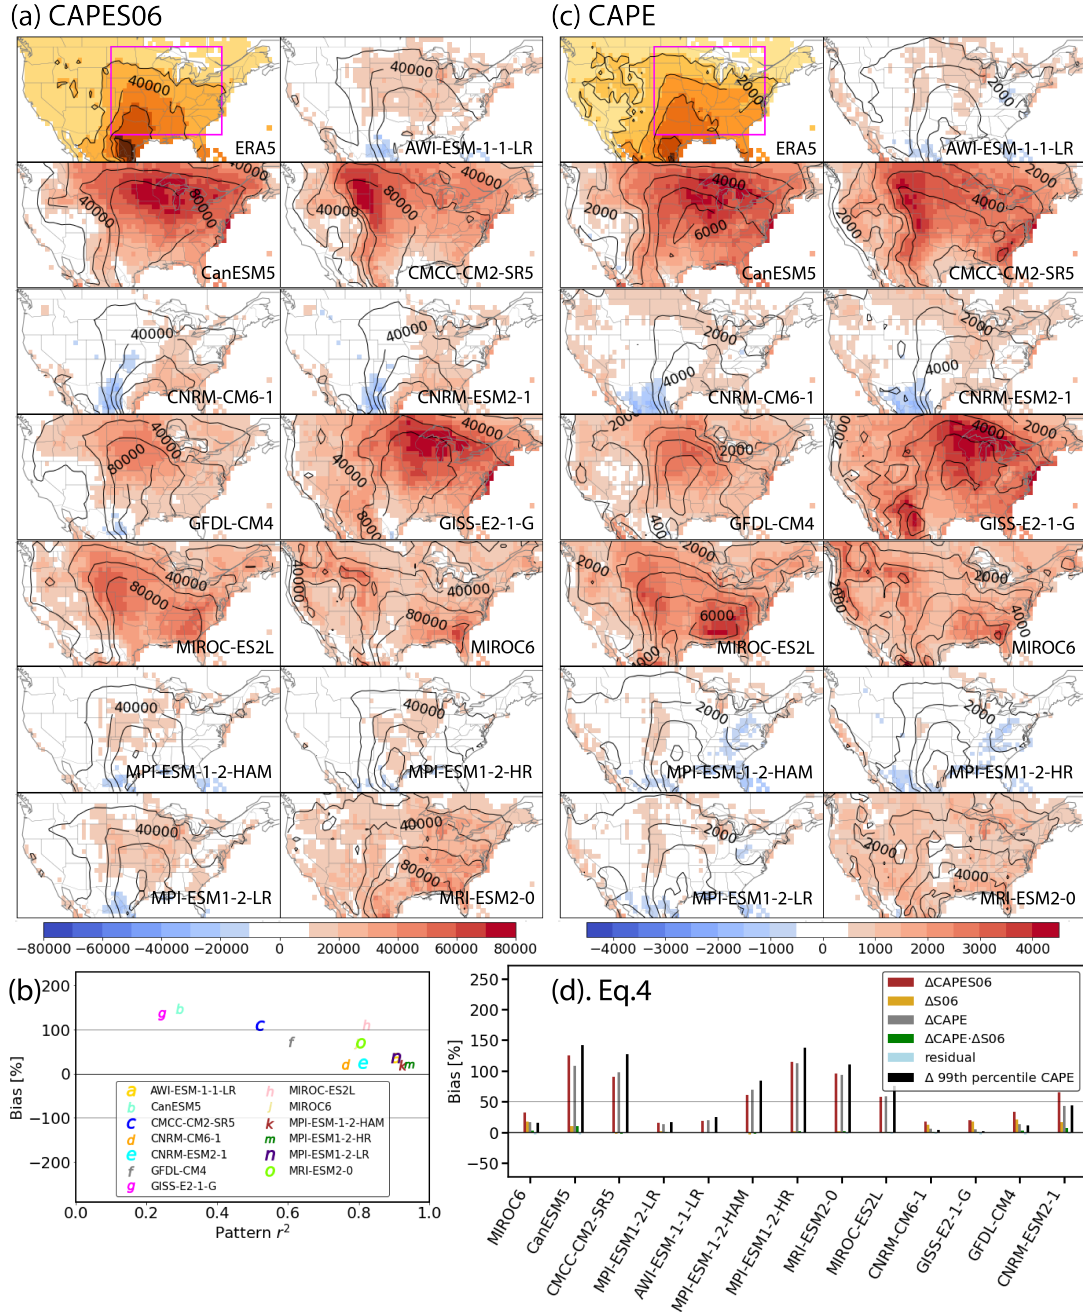 (a) CAPES06
(c) CAPE
40000
ERA5
40000
AWI-ESM-1-1-LR
2000
ERA5
2000
AWI-ESM-1-1-LR
40000
40000
80000
CanESM5
40000
40000
80000
CMCC-CM2-SR5
2000
4000
6000
CanESM5
2000
2000
4000
CMCC-CM2-SR5
40000
CNRM-CM6-1
40000
CNRM-ESM2-1
2000
4000
CNRM-CM6-1
2000
4000
CNRM-ESM2-1
40000
80000
GFDL-CM4
40000
GISS-E2-1-G
2000
2000
GFDL-CM4
2000
4000
2000
GISS-E2-1-G
40000
80000
MIROC-ES2L
40000
40000
80000
MIROC6
2000
2000
6000
4000
MIROC-ES2L
2000
2000
4000
MIROC6
40000
MPI-ESM-1-2-HAM
40000
MPI-ESM1-2-HR
2000
MPI-ESM-1-2-HAM
2000
MPI-ESM1-2-HR
40000
MPI-ESM1-2-LR
40000
80000
MRI-ESM2-0
2000
MPI-ESM1-2-LR
2000
4000
MRI-ESM2-0
−80000 −60000 −40000 −20000 0 20000 40000 60000 80000
−4000 −3000 −2000 −1000 0 1000 2000 3000 4000
(b)
Bias [%]
200
100
0
−100
−200
g b c f h o d e n k m
a AWI-ESM-1-1-LR
b CanESM5
c CMCC-CM2-SR5
d CNRM-CM6-1
e CNRM-ESM2-1
f GFDL-CM4
g GISS-E2-1-G
h MIROC-ES2L
j MIROC6
k MPI-ESM-1-2-HAM
m MPI-ESM1-2-HR
n MPI-ESM1-2-LR
o MRI-ESM2-0
0.0 0.2 0.4 0.6 0.8 1.0
Pattern r²
(d). Eq.4
Bias [%]
250
200
150
100
50
0
−50
ΔCAPES06
ΔS06
ΔCAPE
ΔCAPE·ΔS06
residual
Δ 99th percentile CAPE
MIROC6
CanESM5
CMCC-CM2-SR5
MPI-ESM1-2-LR
AWI-ESM-1-1-LR
MPI-ESM-1-2-HAM
MPI-ESM1-2-HR
MRI-ESM2-0
MIROC-ES2L
CNRM-CM6-1
GISS-E2-1-G
GFDL-CM4
CNRM-ESM2-1